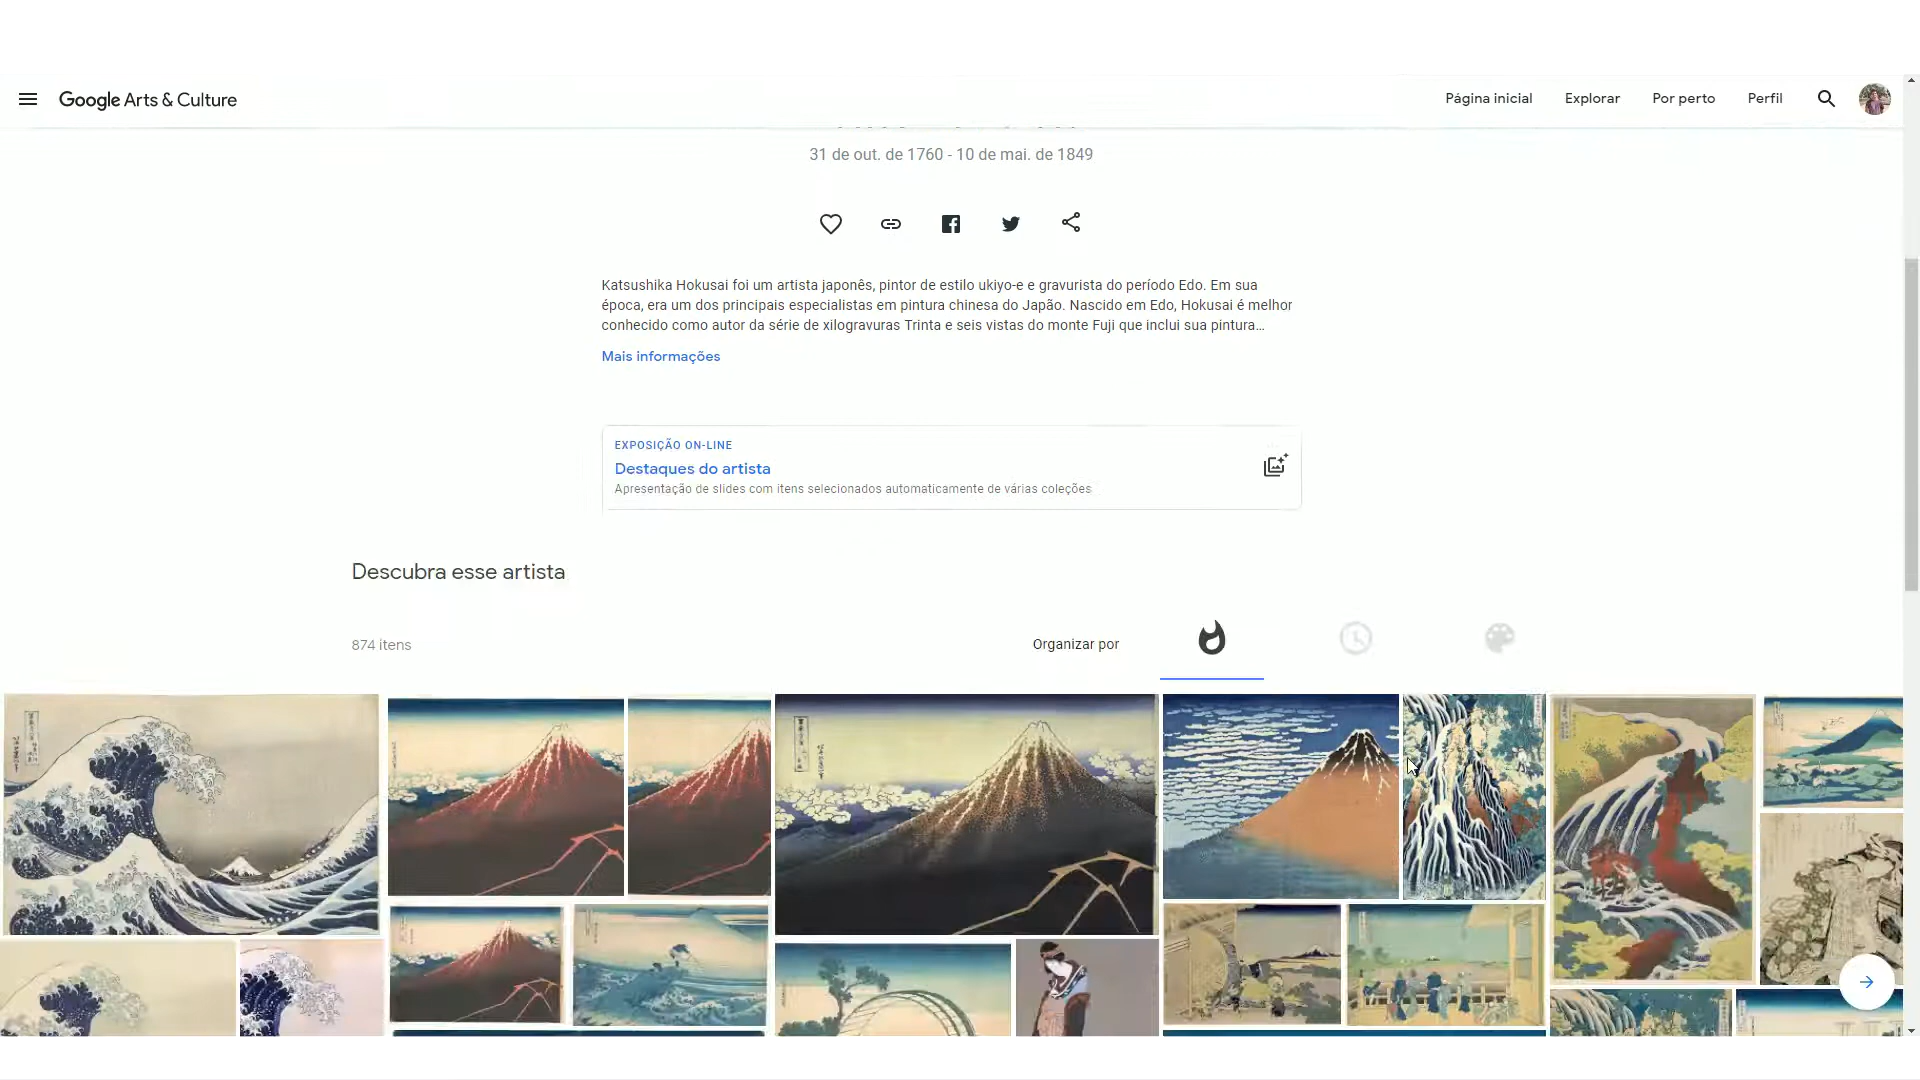 Google Arts & Culture
Página inicial
Explorar
Por perto
Perfil
31 de out. de 1760 - 10 de mai. de 1849
Katsushika Hokusai foi um artista japonês, pintor de estilo ukiyo-e e gravurista do período Edo. Em sua
época, era um dos principais especialistas em pintura chinesa do Japão. Nascido em Edo, Hokusai é melhor
conhecido como autor da série de xilogravuras Trinta e seis vistas do monte Fuji que inclui sua pintura...
Mais informações
EXPOSIÇÃO ON-LINE
Destaques do artista
Apresentação de slides com itens selecionados automaticamente de várias coleções
Descubra esse artista
874 itens
Organizar por